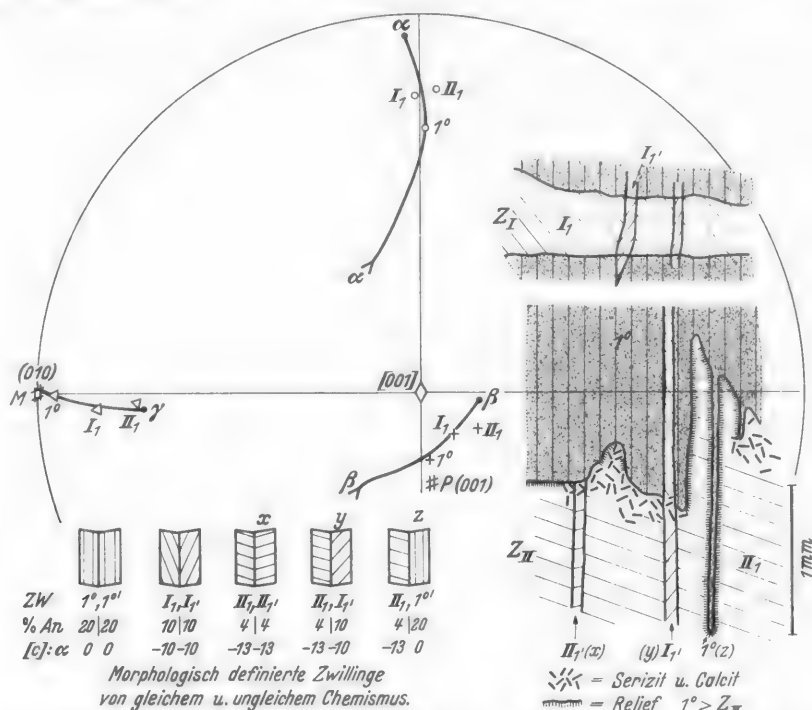 α
I₁ II₁
1°
α
I₁'
Z_I I₁
1°
(010)
M 1° I₁ II₁ γ
[001]
β
I₁ II₁
1°
β
P(001)
x y z
ZW 1°,1°' I₁,I₁' II₁,II₁' II₁,I₁' II₁,1°'
% An 20|20 10|10 4|4 4|10 4|20
[c]:α 0 0 -10 -10 -13 -13 -13 -10 -13 0
Morphologisch definierte Zwillinge
von gleichem u. ungleichem Chemismus.
Z_II II₁
1mm
II₁'(x) (y) I₁' 1°(z)
= Serizit u. Calcit
= Relief 1° > Z_II